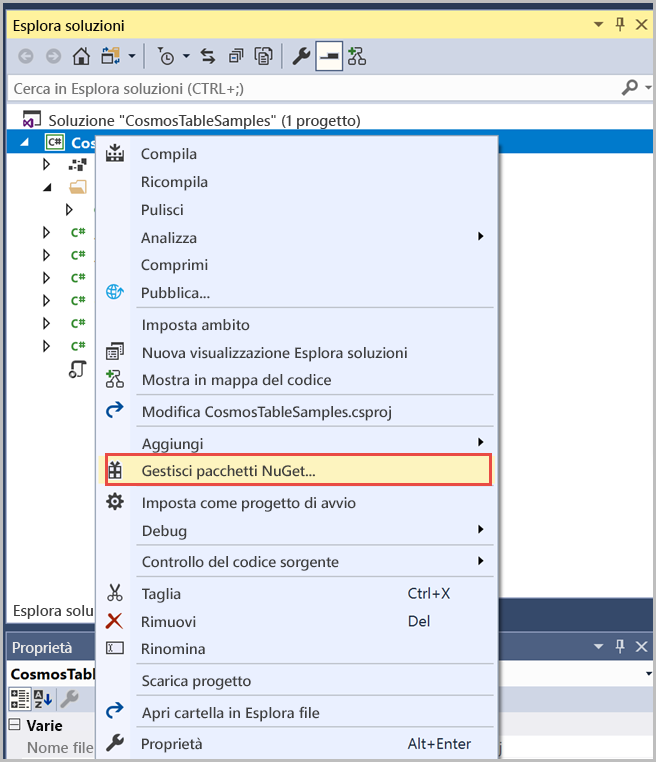 Esplora soluzioni
Cerca in Esplora soluzioni (CTRL+;)
Soluzione "CosmosTableSamples" (1 progetto)
C# Cos
C#
C#
C#
C#
C#
C#
Compila
Ricompila
Pulisci
Analizza
Comprimi
Pubblica...
Imposta ambito
Nuova visualizzazione Esplora soluzioni
Mostra in mappa del codice
Modifica CosmosTableSamples.csproj
Aggiungi
Gestisci pacchetti NuGet...
Imposta come progetto di avvio
Debug
Controllo del codice sorgente
Taglia Ctrl+X
Rimuovi Del
Rinomina
Scarica progetto
Apri cartella in Esplora file
Proprietà Alt+Enter
Esplora solu
Proprietà
CosmosTabl
Varie
Nome file